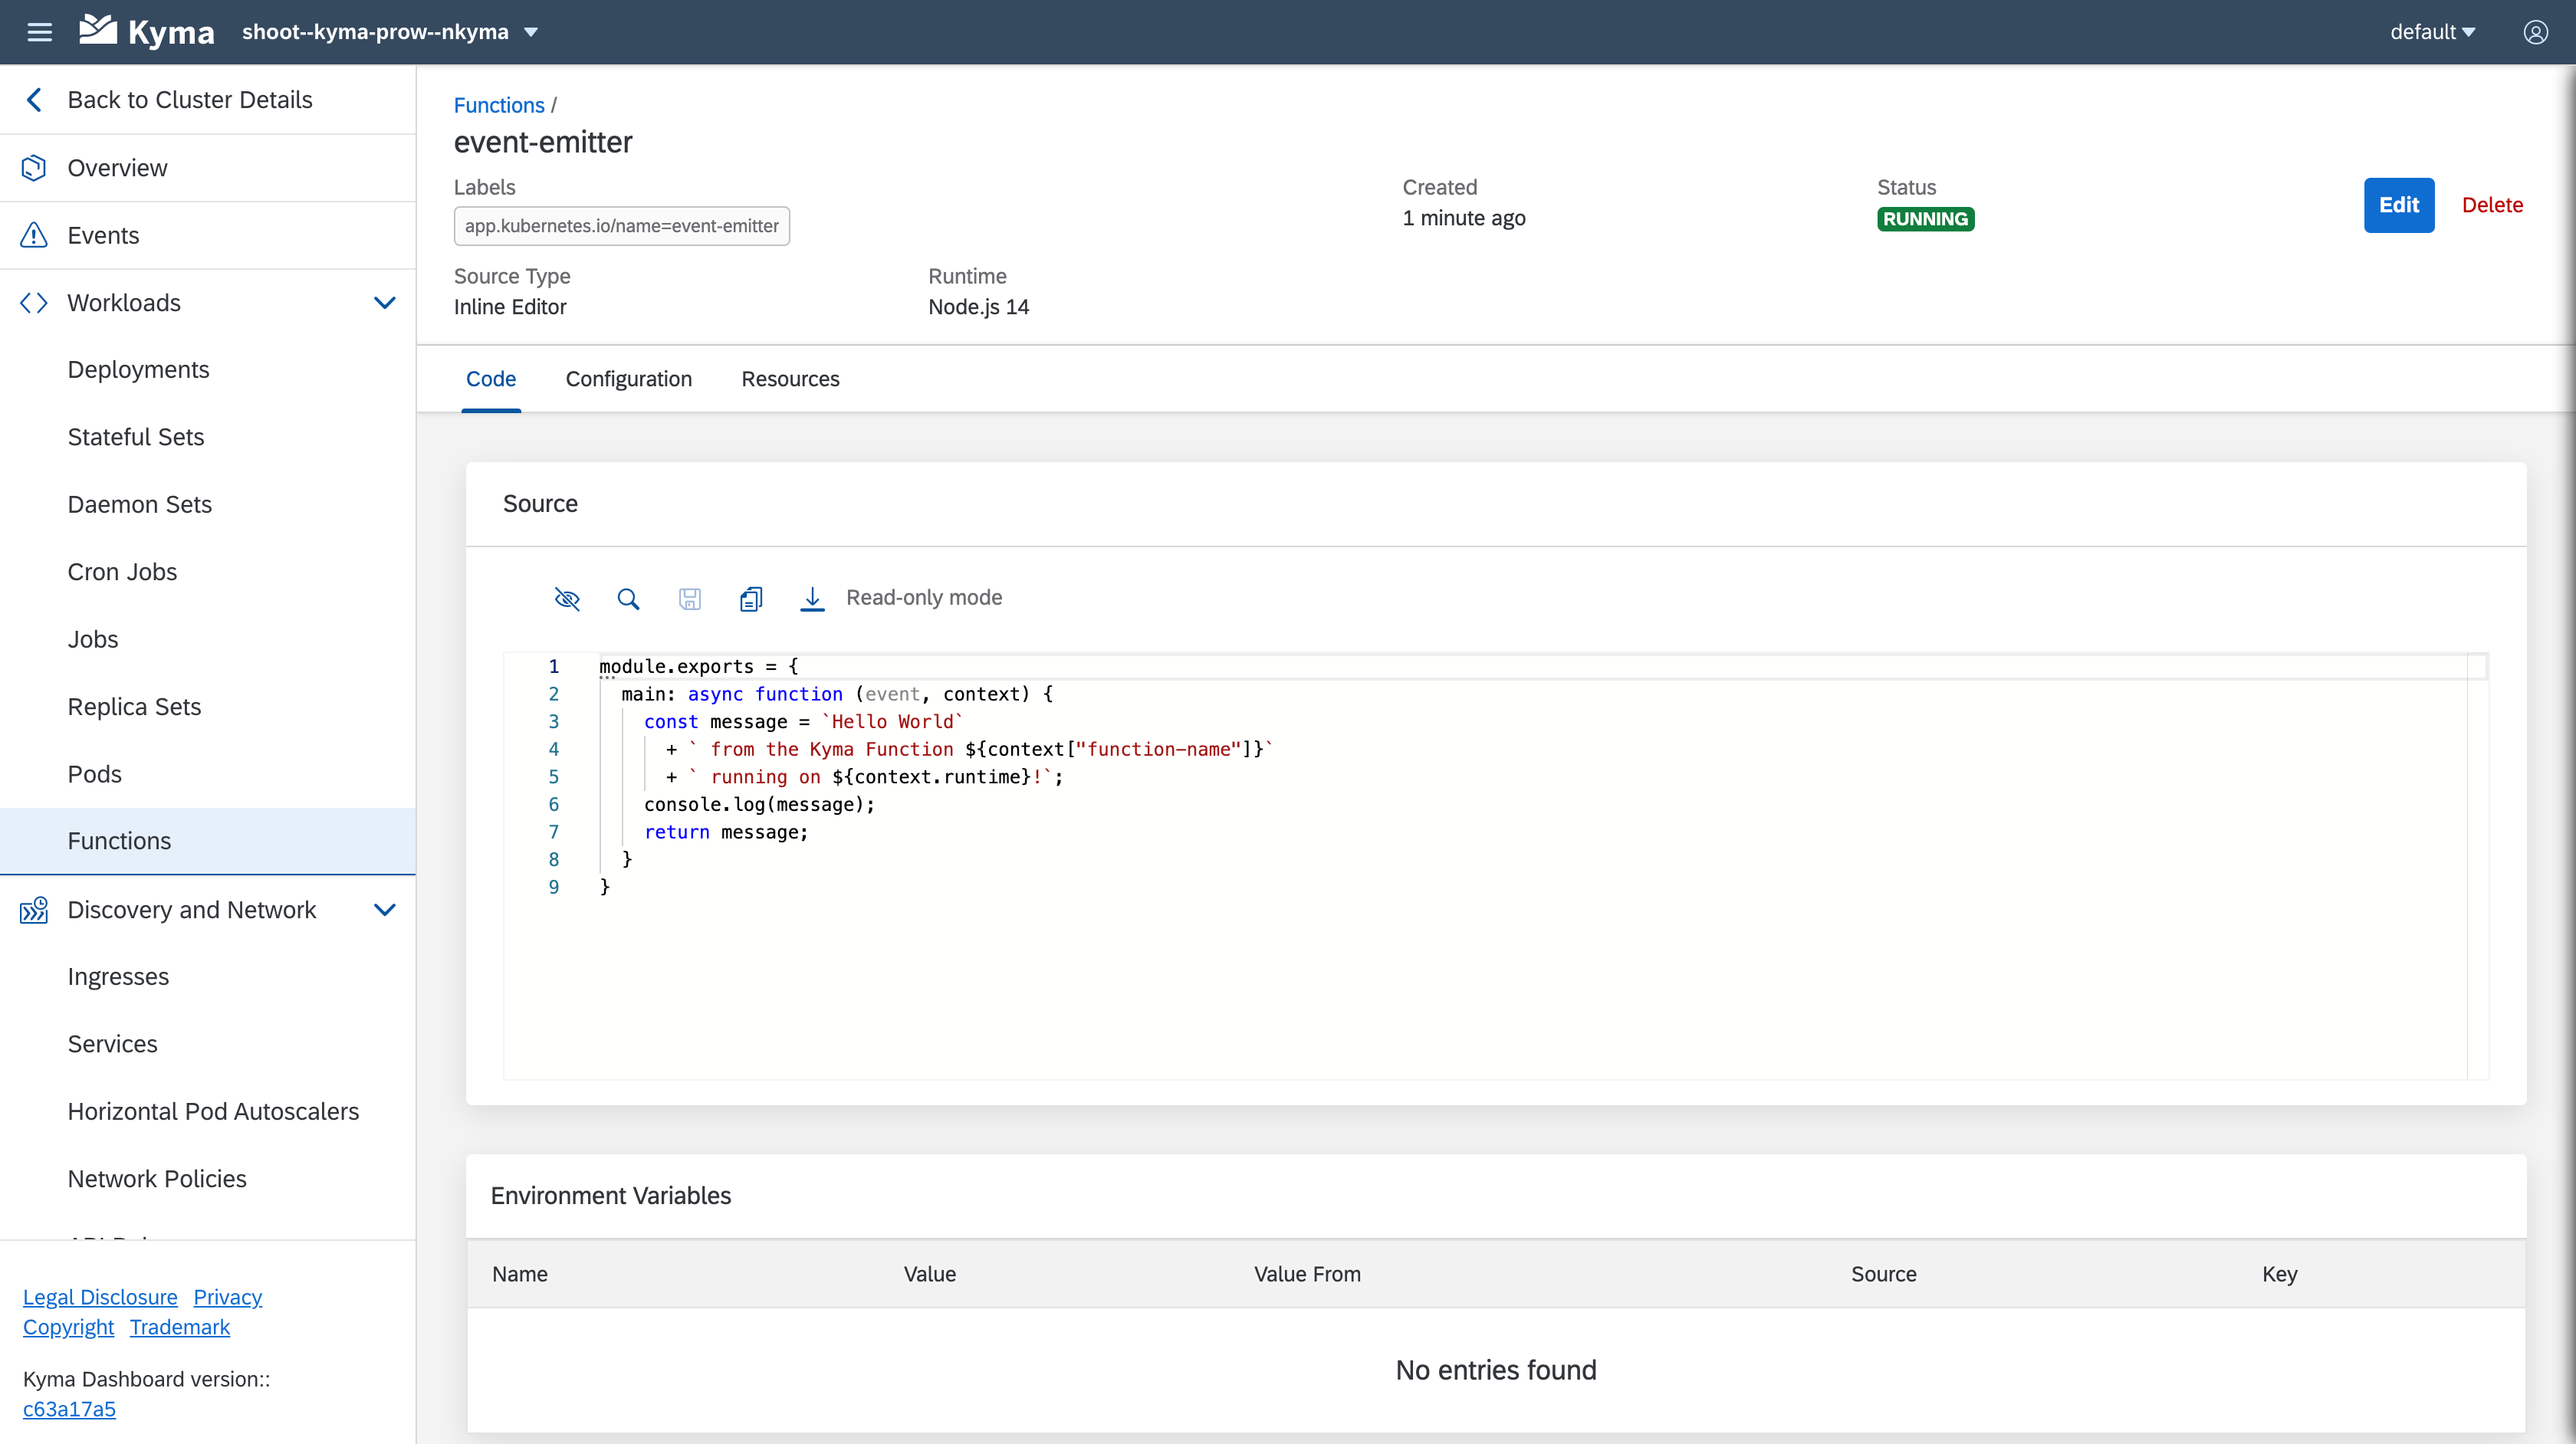 Kyma shoot--kyma-prow--nkyma
default
Back to Cluster Details
Overview
Events
Workloads
Deployments
Stateful Sets
Daemon Sets
Cron Jobs
Jobs
Replica Sets
Pods
Functions
Discovery and Network
Ingresses
Services
Horizontal Pod Autoscalers
Network Policies
Legal Disclosure Privacy
Copyright Trademark
Kyma Dashboard version::
c63a17a5
Functions /
event-emitter
Labels
app.kubernetes.io/name=event-emitter
Created
1 minute ago
Status
RUNNING
Edit
Delete
Source Type
Inline Editor
Runtime
Node.js 14
Code Configuration Resources
Source
Read-only mode
1 module.exports = {
2   main: async function (event, context) {
3     const message = `Hello World`
4       + ` from the Kyma Function ${context["function-name"]}`
5       + ` running on ${context.runtime}!`;
6     console.log(message);
7     return message;
8   }
9 }
Environment Variables
Name Value Value From Source Key
No entries found